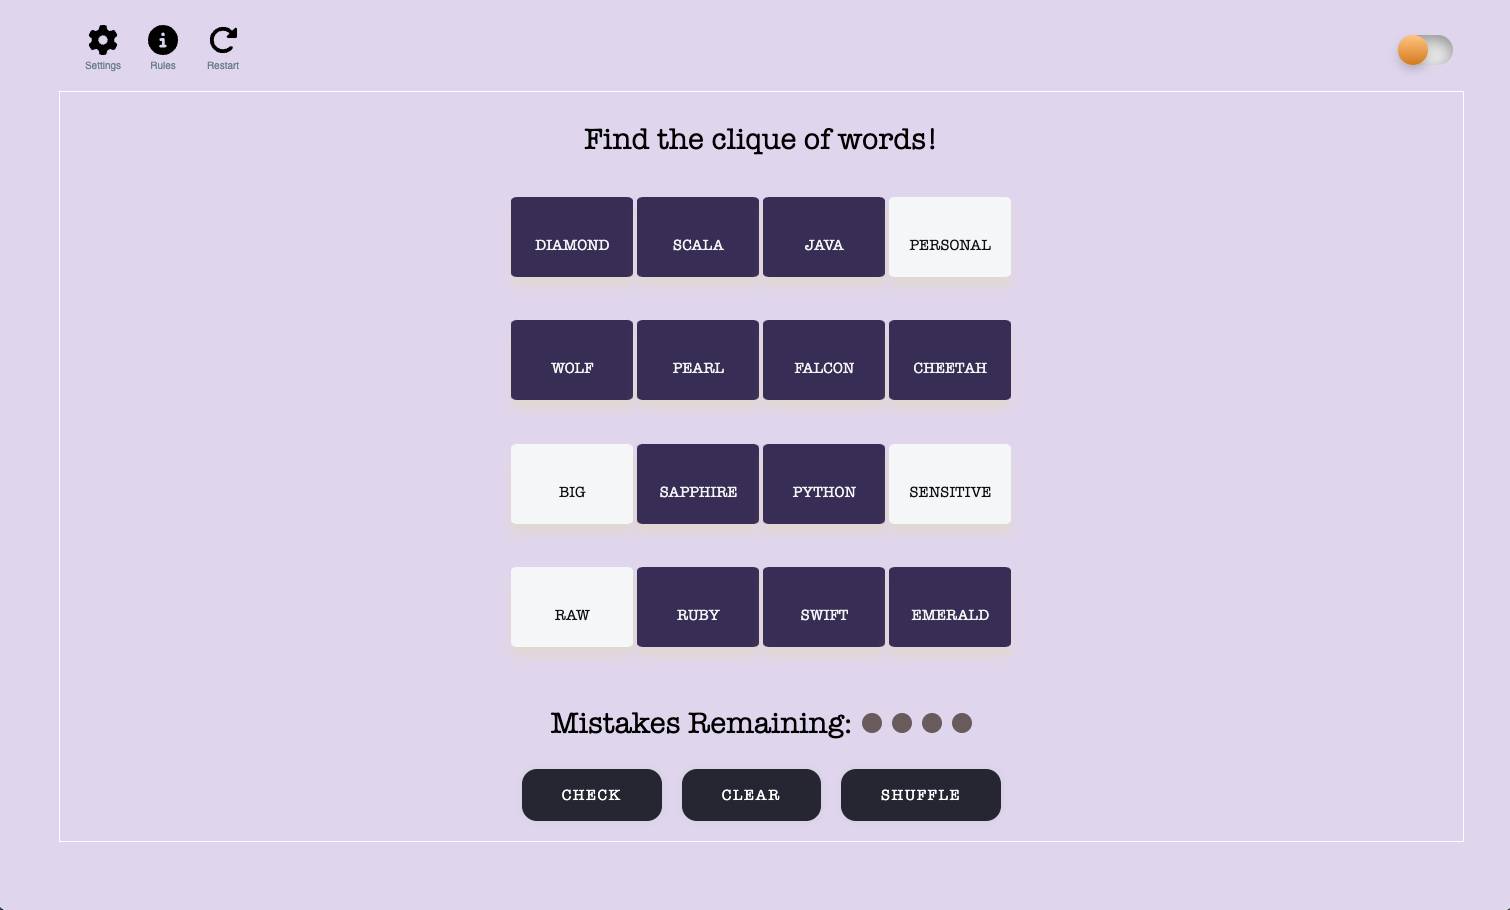 Settings Rules Restart
Find the clique of words!
DIAMOND SCALA JAVA PERSONAL
WOLF PEARL FALCON CHEETAH
BIG SAPPHIRE PYTHON SENSITIVE
RAW RUBY SWIFT EMERALD
Mistakes Remaining:
CHECK CLEAR SHUFFLE